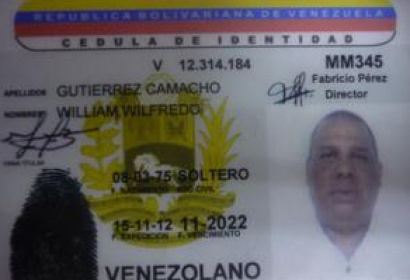 REPUBLICA BOLIVARIANA DE VENEZUELA
CEDULA DE IDENTIDAD
V 12.314.184 MM345
APELLIDOS GUTIERREZ CAMACHO Fabricio Pérez
Director
NOMBRES WILLIAM WILFREDO
FIRMA TITULAR
08-03-75 SOLTERO
F. NACIMIENTO EDO CIVIL
15-11-12 11-2022
F. EXPEDICION F. VENCIMIENTO
VENEZOLANO